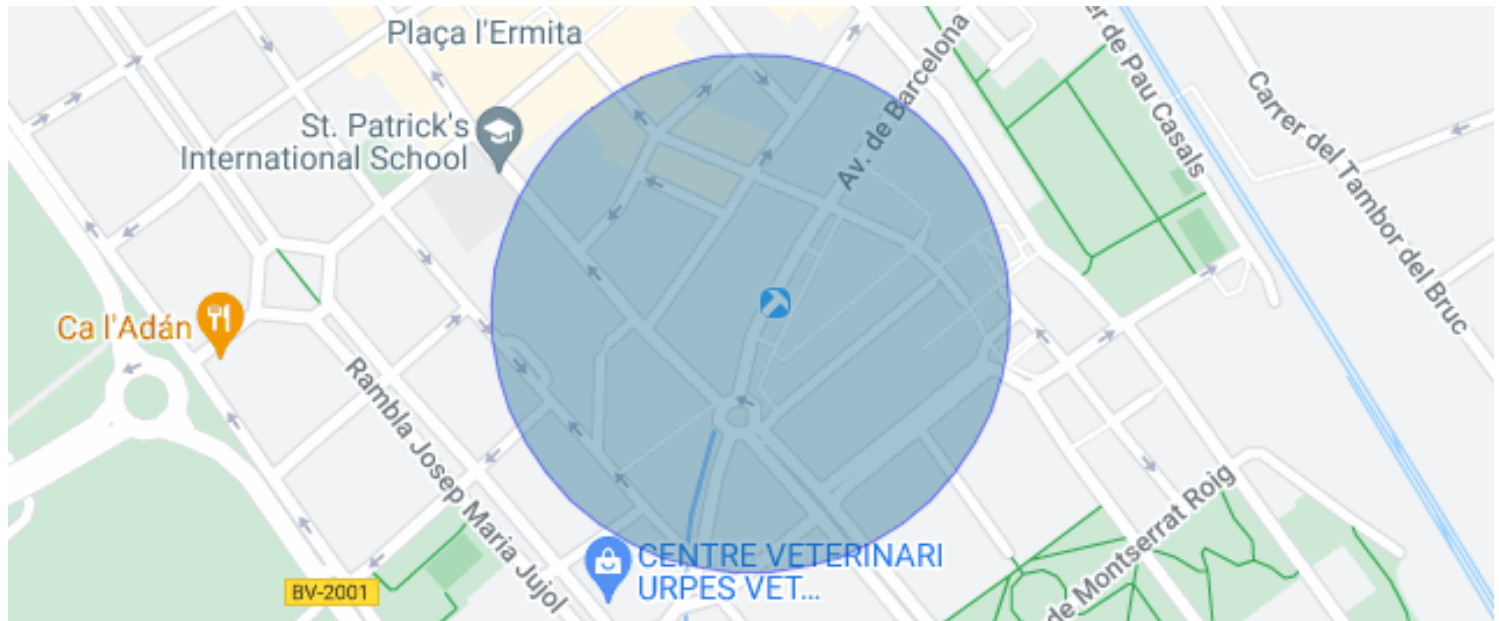 Plaça l'Ermita
St. Patrick's
International School
Av. de Barcelona
er de Pau Casals
Carrer del Tambor del Bruc
Ca l'Adán
Rambla Josep Maria Jujol
de Montserrat Roig
CENTRE VETERINARI
URPES VET...
BV-2001